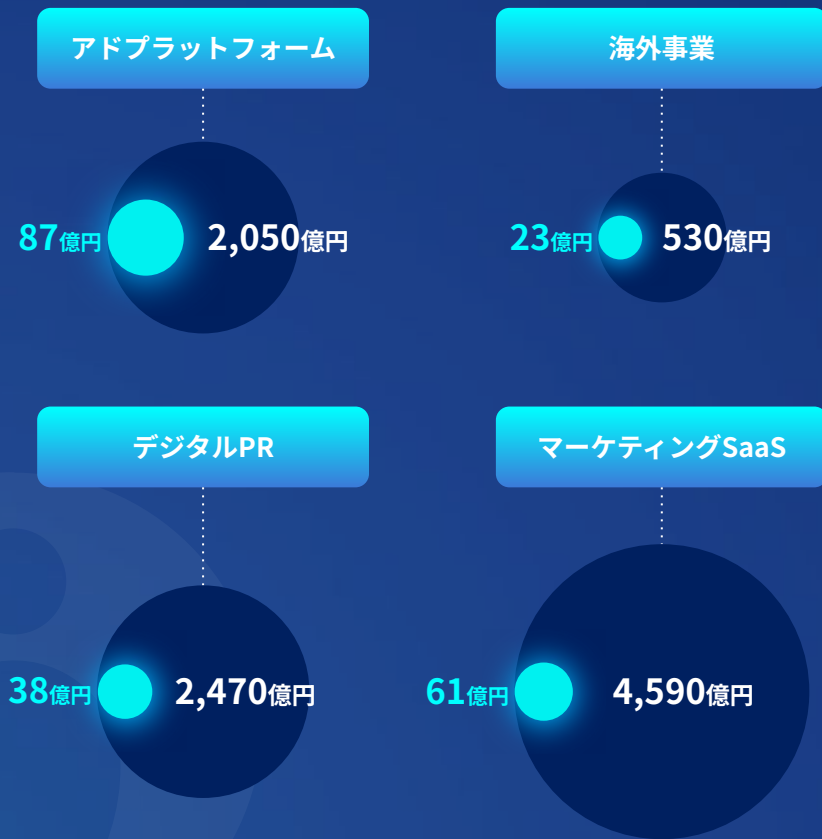 アドプラットフォーム
海外事業
87億円
2,050億円
23億円
530億円
デジタルPR
マーケティングSaaS
38億円
2,470億円
61億円
4,590億円